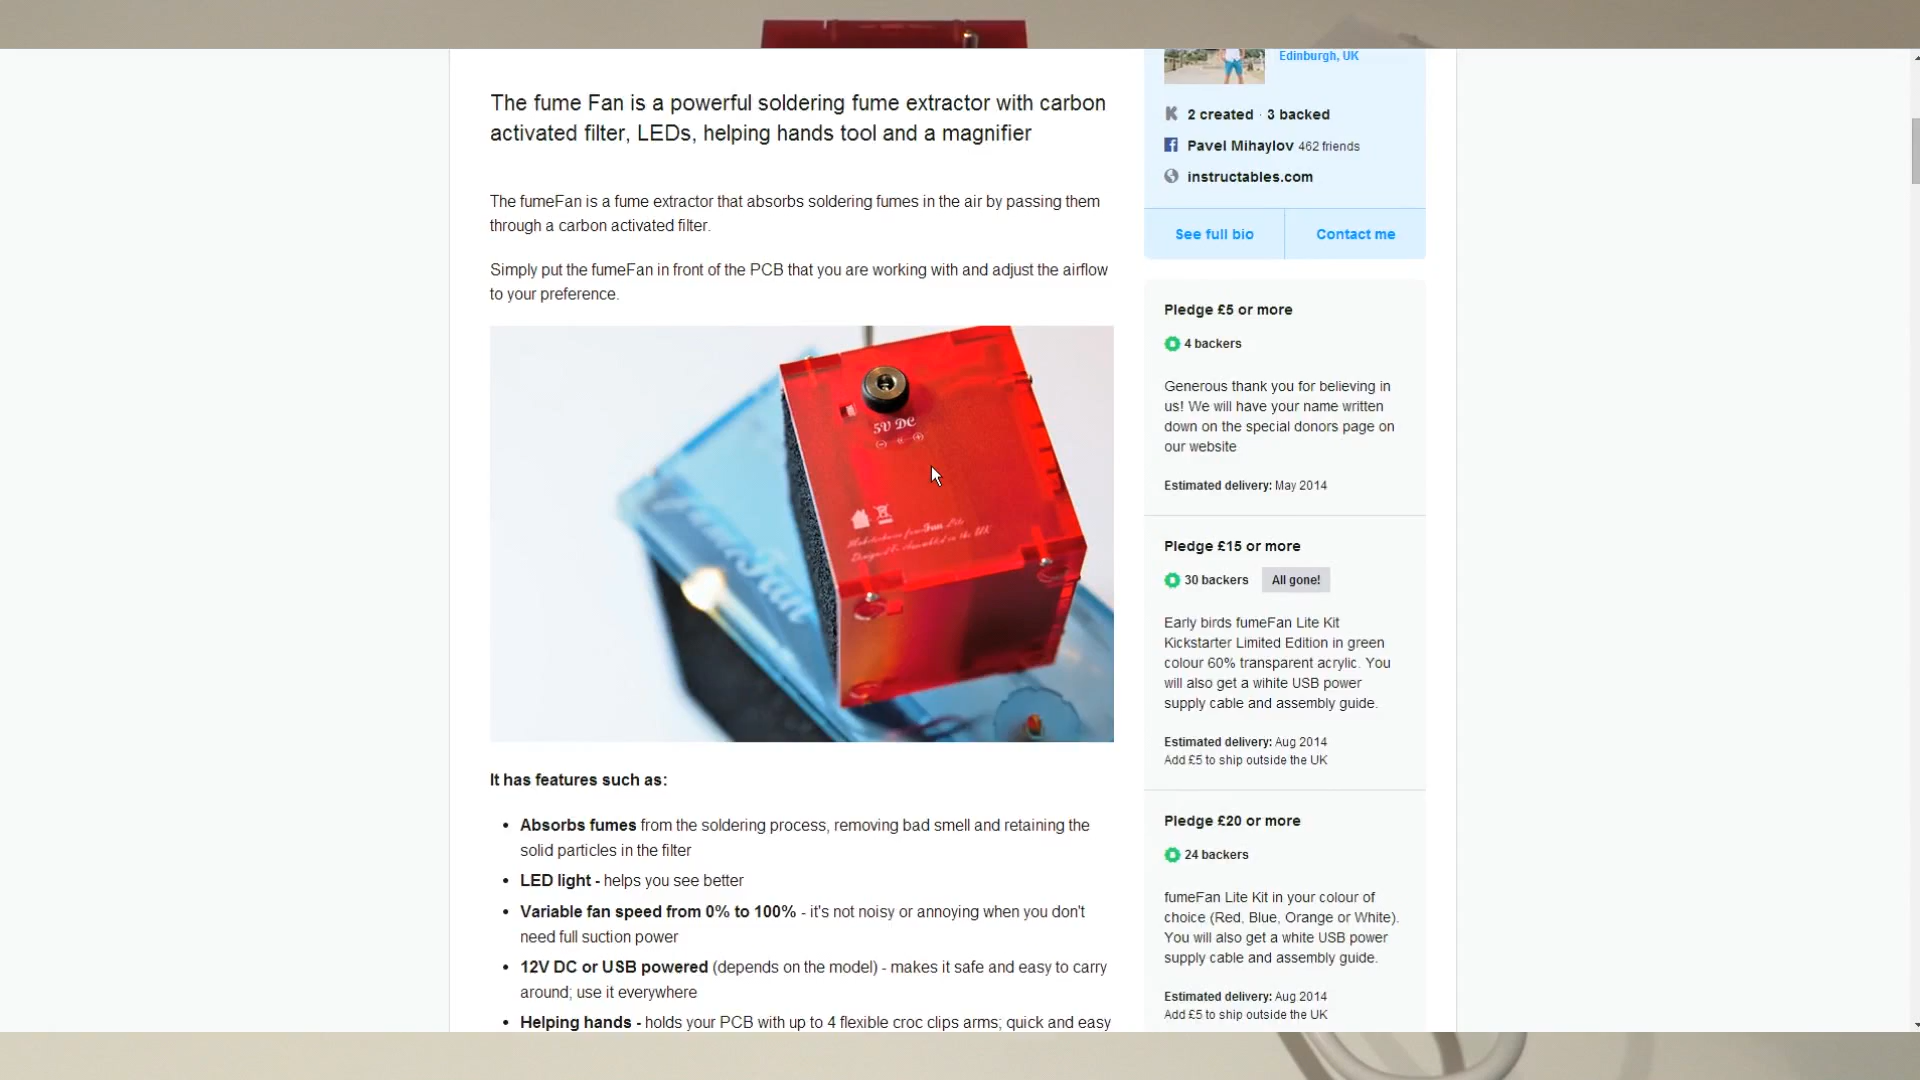 Edinburgh, UK
The fume Fan is a powerful soldering fume extractor with carbon
activated filter, LEDs, helping hands tool and a magnifier
2 created · 3 backed
Pavel Mihaylov 462 friends
instructables.com
The fumeFan is a fume extractor that absorbs soldering fumes in the air by passing them
through a carbon activated filter.
See full bio
Contact me
Simply put the fumeFan in front of the PCB that you are working with and adjust the airflow
to your preference.
5V DC
fumeFan
Pledge £5 or more
4 backers
Generous thank you for believing in
us! We will have your name written
down on the special donors page on
our website
Estimated delivery: May 2014
Pledge £15 or more
30 backers All gone!
Early birds fumeFan Lite Kit
Kickstarter Limited Edition in green
colour 60% transparent acrylic. You
will also get a wihite USB power
supply cable and assembly guide.
Estimated delivery: Aug 2014
Add £5 to ship outside the UK
It has features such as:
• Absorbs fumes from the soldering process, removing bad smell and retaining the
solid particles in the filter
• LED light - helps you see better
• Variable fan speed from 0% to 100% - it's not noisy or annoying when you don't
need full suction power
• 12V DC or USB powered (depends on the model) - makes it safe and easy to carry
around; use it everywhere
• Helping hands - holds your PCB with up to 4 flexible croc clips arms; quick and easy
Pledge £20 or more
24 backers
fumeFan Lite Kit in your colour of
choice (Red, Blue, Orange or White).
You will also get a white USB power
supply cable and assembly guide.
Estimated delivery: Aug 2014
Add £5 to ship outside the UK